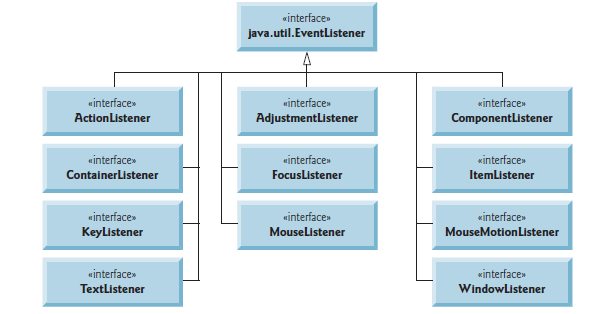 «interface»
java.util.EventListener
«interface»
ActionListener
«interface»
AdjustmentListener
«interface»
ComponentListener
«interface»
ContainerListener
«interface»
FocusListener
«interface»
ItemListener
«interface»
KeyListener
«interface»
MouseListener
«interface»
MouseMotionListener
«interface»
TextListener
«interface»
WindowListener